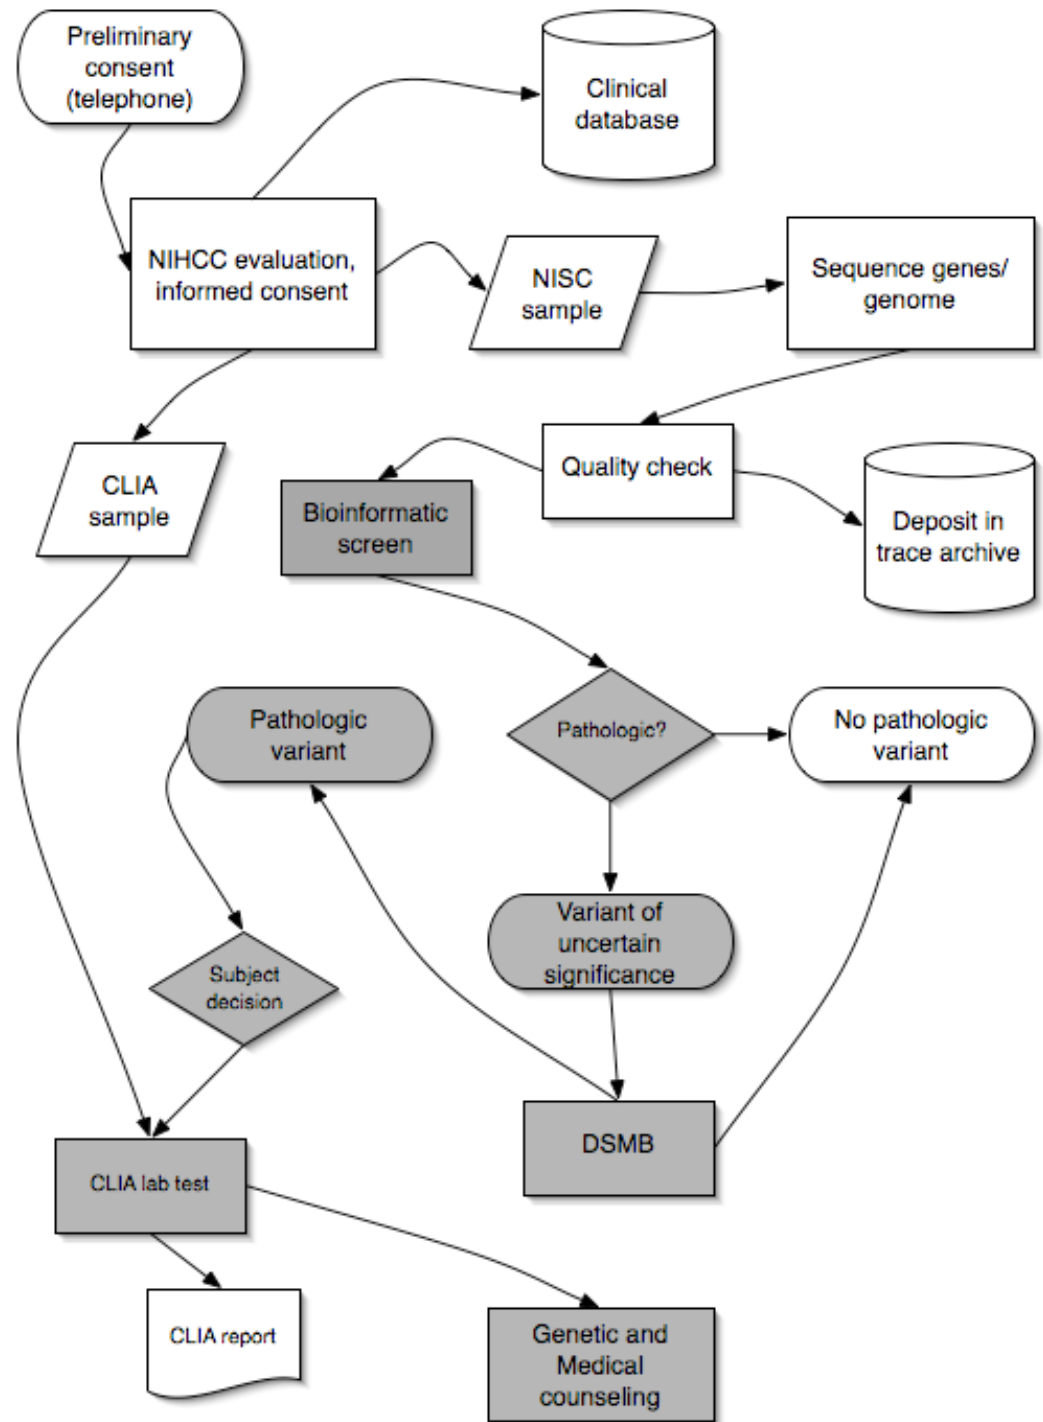 Preliminary
consent
(telephone)
Clinical
database
NIHCC evaluation,
informed consent
NISC
sample
Sequence genes/
genome
CLIA
sample
Quality check
Bioinformatic
screen
Deposit in
trace archive
Pathologic
variant
Pathologic?
No pathologic
variant
Variant of
uncertain
significance
Subject
decision
DSMB
CLIA lab test
CLIA report
Genetic and
Medical
counseling